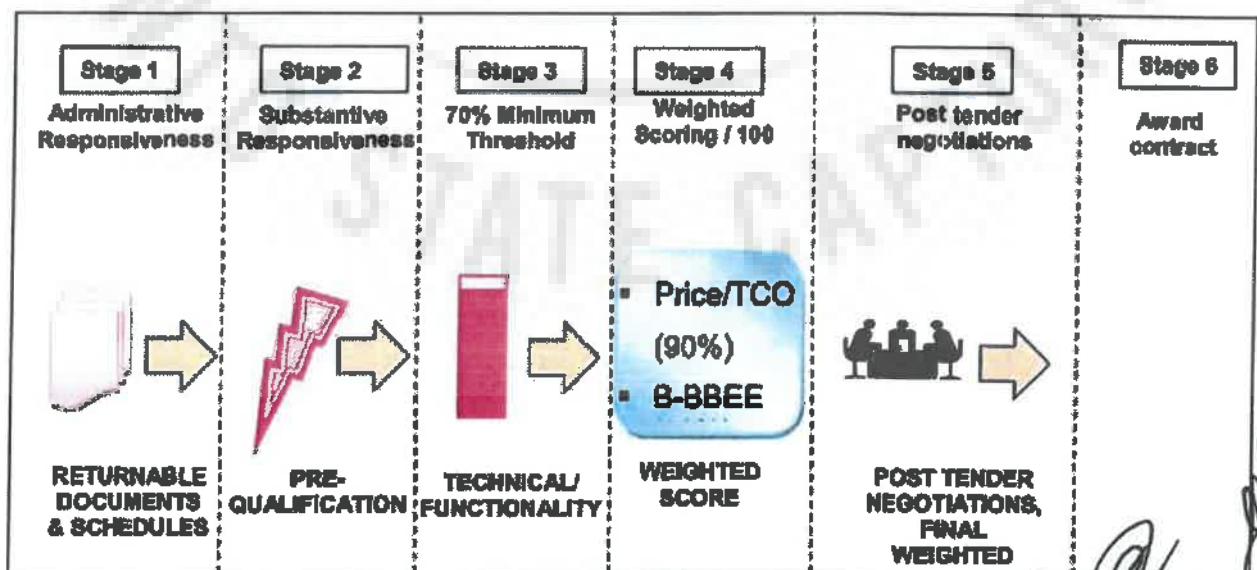 Stage 1
Administrative
Responsiveness
RETURNABLE
DOCUMENTS
& SCHEDULES
Stage 2
Substantive
Responsiveness
PRE-
QUALIFICATION
Stage 3
70% Minimum
Threshold
TECHNICAL/
FUNCTIONALITY
Stage 4
Weighted
Scoring / 100
▪ Price/TCO
(90%)
▪ B-BBEE
WEIGHTED
SCORE
Stage 5
Post tender
negotiations
POST TENDER
NEGOTIATIONS,
FINAL
WEIGHTED
Stage 6
Award
contract
STATE CAP